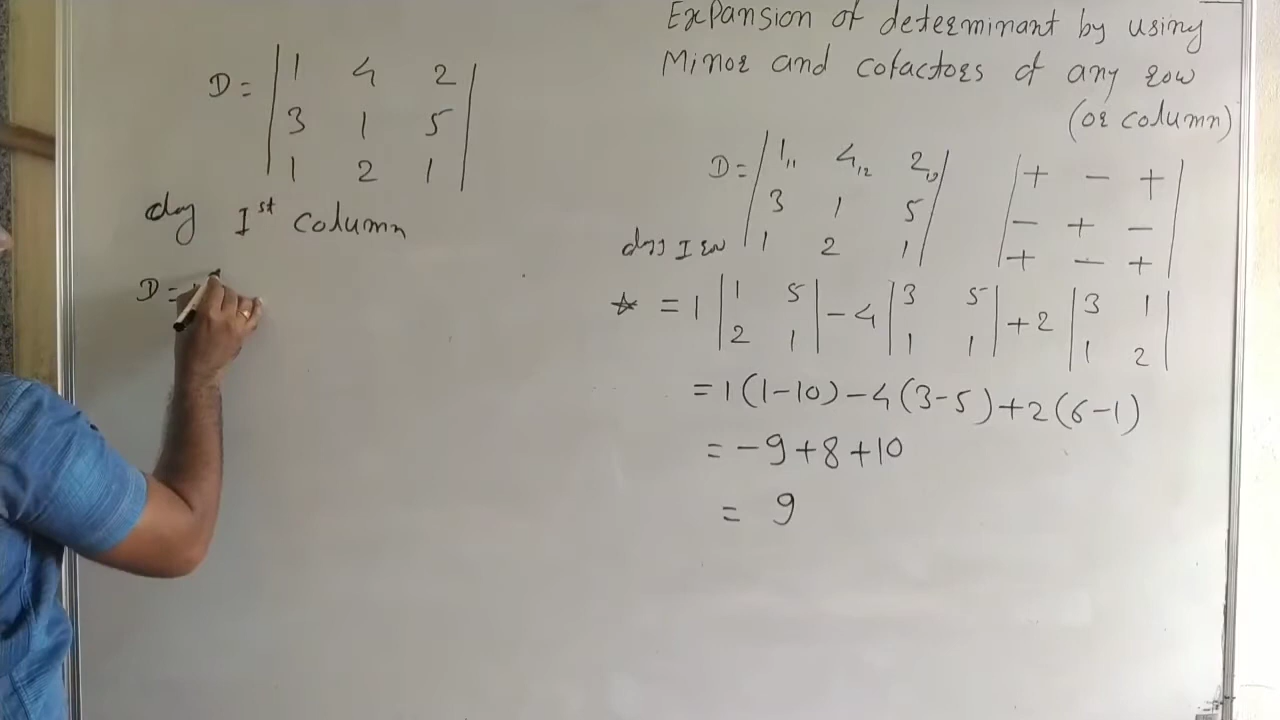 D = | 1 4 2 |
| 3 1 5 |
| 1 2 1 |
Ist column
D =
Expansion of determinant by using
Minor and cofactors of any row
(or column)
D = | 1₁₁ 4₁₂ 2₁₃ | | + - + |
| 3 1 5 | | - + - |
| 1 2 1 | | + - + |
☆ = 1 | 1 5 | - 4 | 3 5 | + 2 | 3 1 |
| 2 1 | | 1 1 | | 1 2 |
= 1(1-10) - 4(3-5) + 2(6-1)
= -9+8+10
= 9